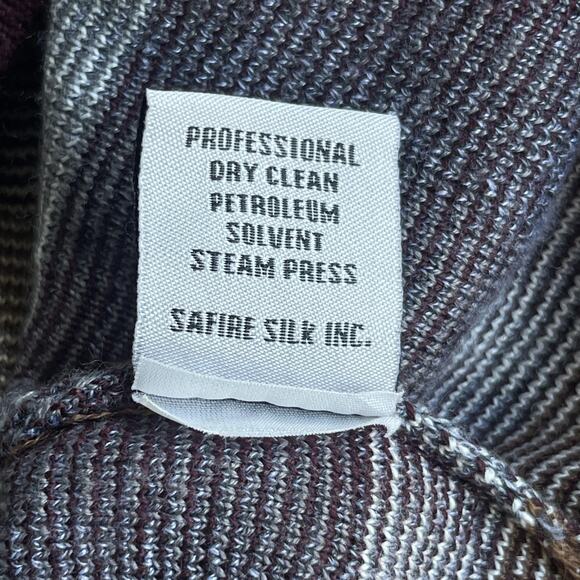 PROFESSIONAL
DRY CLEAN
PETROLEUM
SOLVENT
STEAM PRESS
SAFIRE SILK INC.